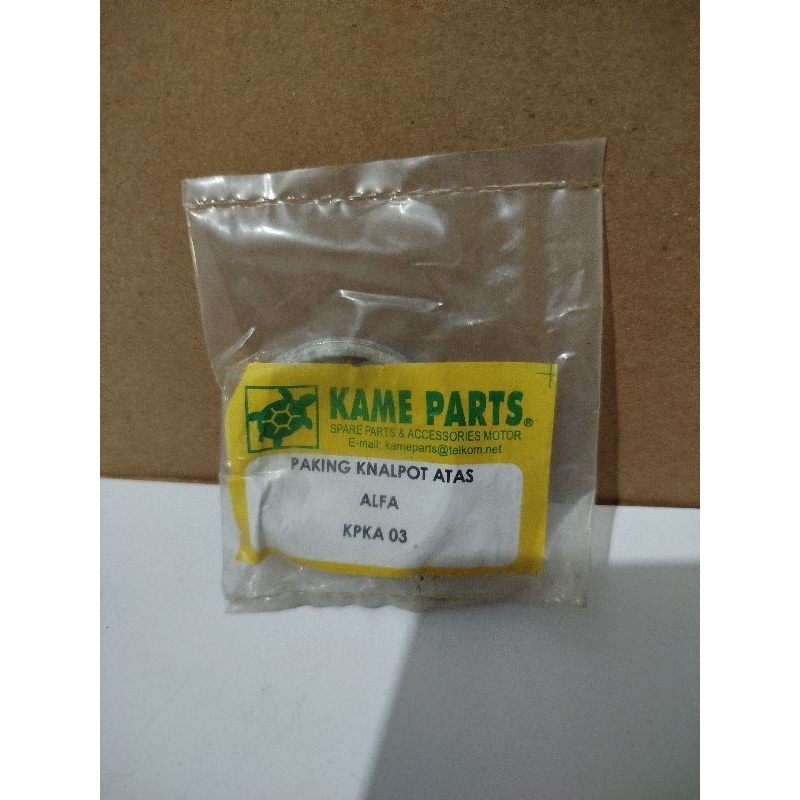 KAME PARTS®
SPARE PARTS & ACCESSORIES MOTOR
E-mail: kameparts@telkom.net
PAKING KNALPOT ATAS
ALFA
KPKA 03